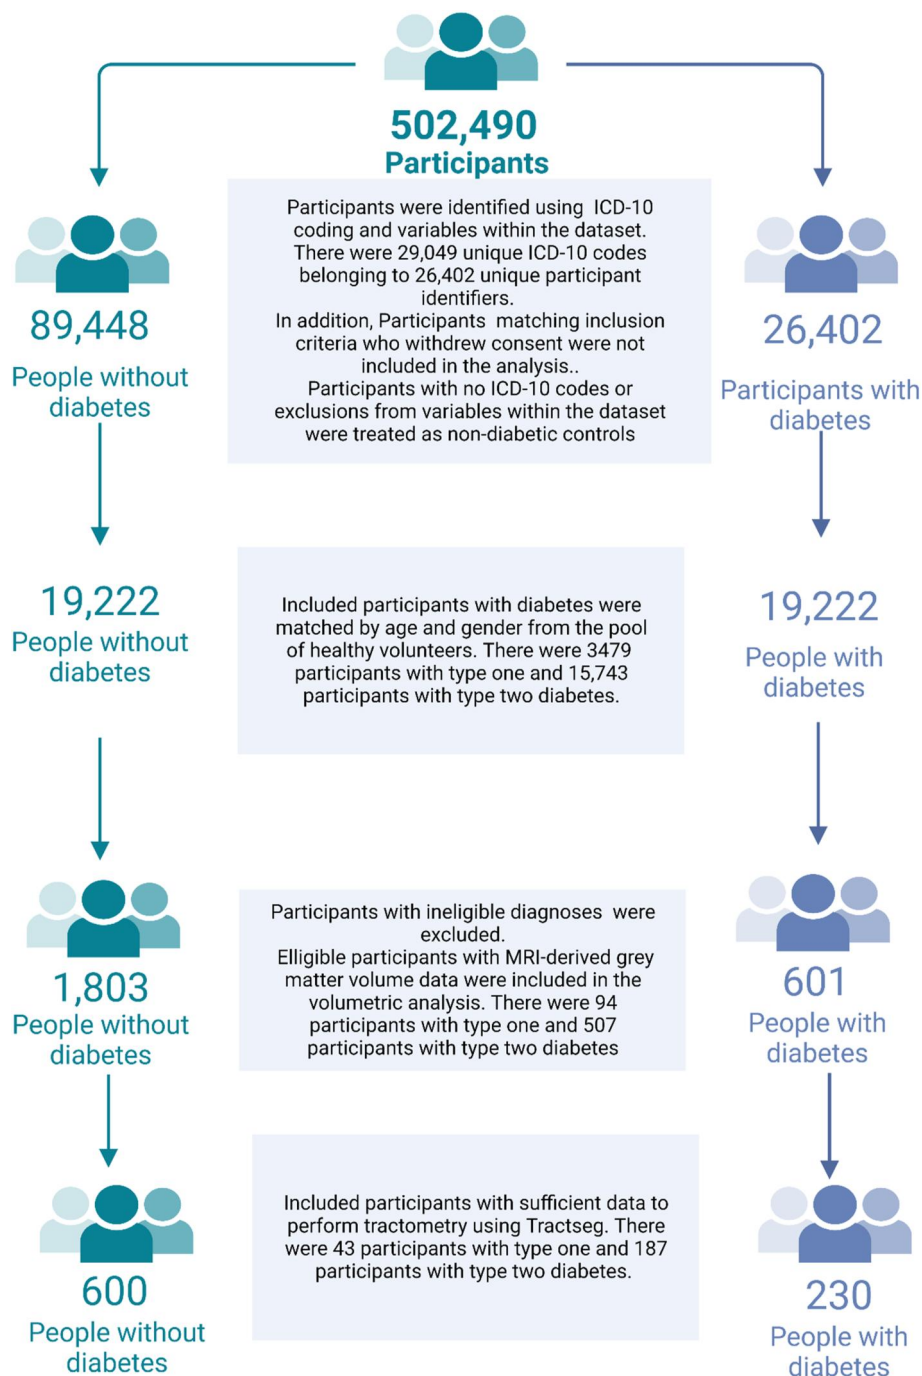 502,490
Participants
89,448
People without
diabetes
Participants were identified using ICD-10
coding and variables within the dataset.
There were 29,049 unique ICD-10 codes
belonging to 26,402 unique participant
identifiers.
In addition, Participants matching inclusion
criteria who withdrew consent were not
included in the analysis..
Participants with no ICD-10 codes or
exclusions from variables within the dataset
were treated as non-diabetic controls
26,402
Participants with
diabetes
19,222
People without
diabetes
Included participants with diabetes were
matched by age and gender from the pool
of healthy volunteers. There were 3479
participants with type one and 15,743
participants with type two diabetes.
19,222
People with
diabetes
1,803
People without
diabetes
Participants with ineligible diagnoses were
excluded.
Elligible participants with MRI-derived grey
matter volume data were included in the
volumetric analysis. There were 94
participants with type one and 507
participants with type two diabetes
601
People with
diabetes
600
People without
diabetes
Included participants with sufficient data to
perform tractometry using Tractseg. There
were 43 participants with type one and 187
participants with type two diabetes.
230
People with
diabetes